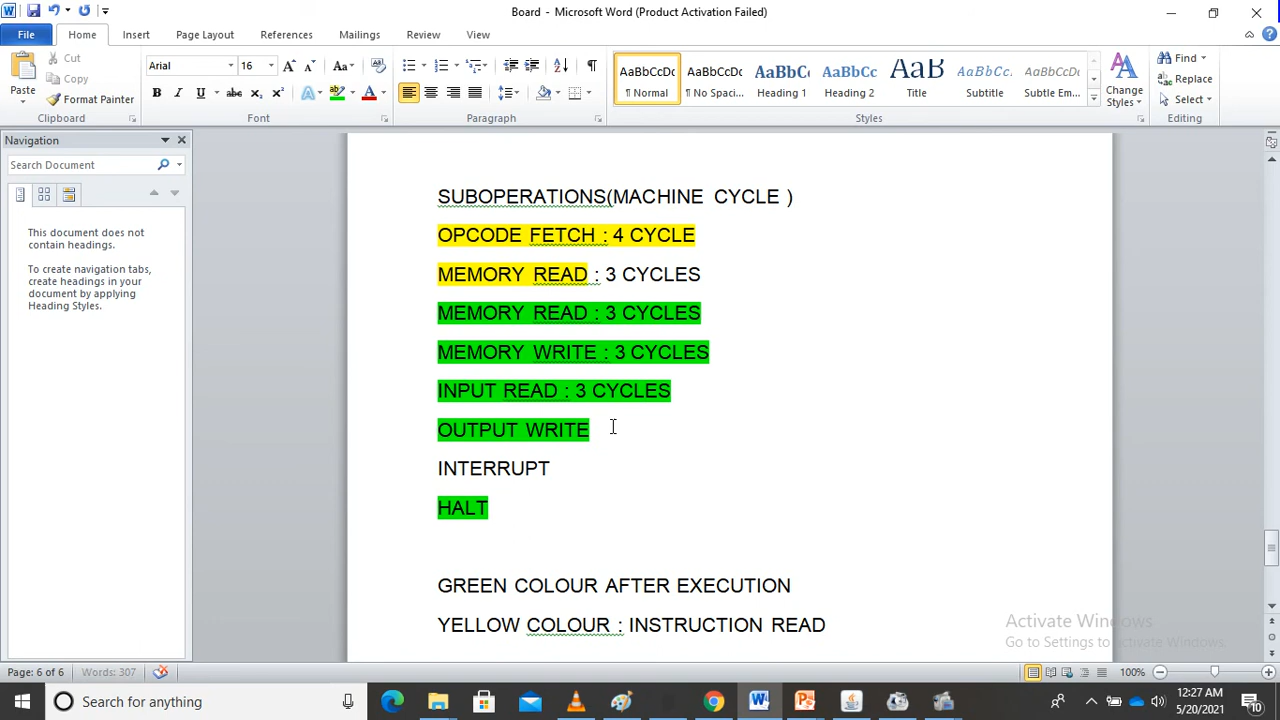 Board - Microsoft Word (Product Activation Failed)
File Home Insert Page Layout References Mailings Review View
Paste
Cut
Copy
Format Painter
Clipboard
Arial 16
Font
Paragraph
AaBbCcDc AaBbCcDc AaBbCc AaBbCc AaB AaBbCcDc AaBbCcDc
¶ Normal ¶ No Spaci... Heading 1 Heading 2 Title Subtitle Subtle Em...
Change Styles
Styles
Find
Replace
Select
Editing
Navigation
Search Document
This document does not
contain headings.
To create navigation tabs,
create headings in your
document by applying
Heading Styles.
SUBOPERATIONS(MACHINE CYCLE )
OPCODE FETCH : 4 CYCLE
MEMORY READ : 3 CYCLES
MEMORY READ : 3 CYCLES
MEMORY WRITE : 3 CYCLES
INPUT READ : 3 CYCLES
OUTPUT WRITE
INTERRUPT
HALT
GREEN COLOUR AFTER EXECUTION
YELLOW COLOUR : INSTRUCTION READ
Activate Windows
Go to Settings to activate Windows.
Page: 6 of 6 Words: 307 100%
Search for anything
12:27 AM
5/20/2021
10